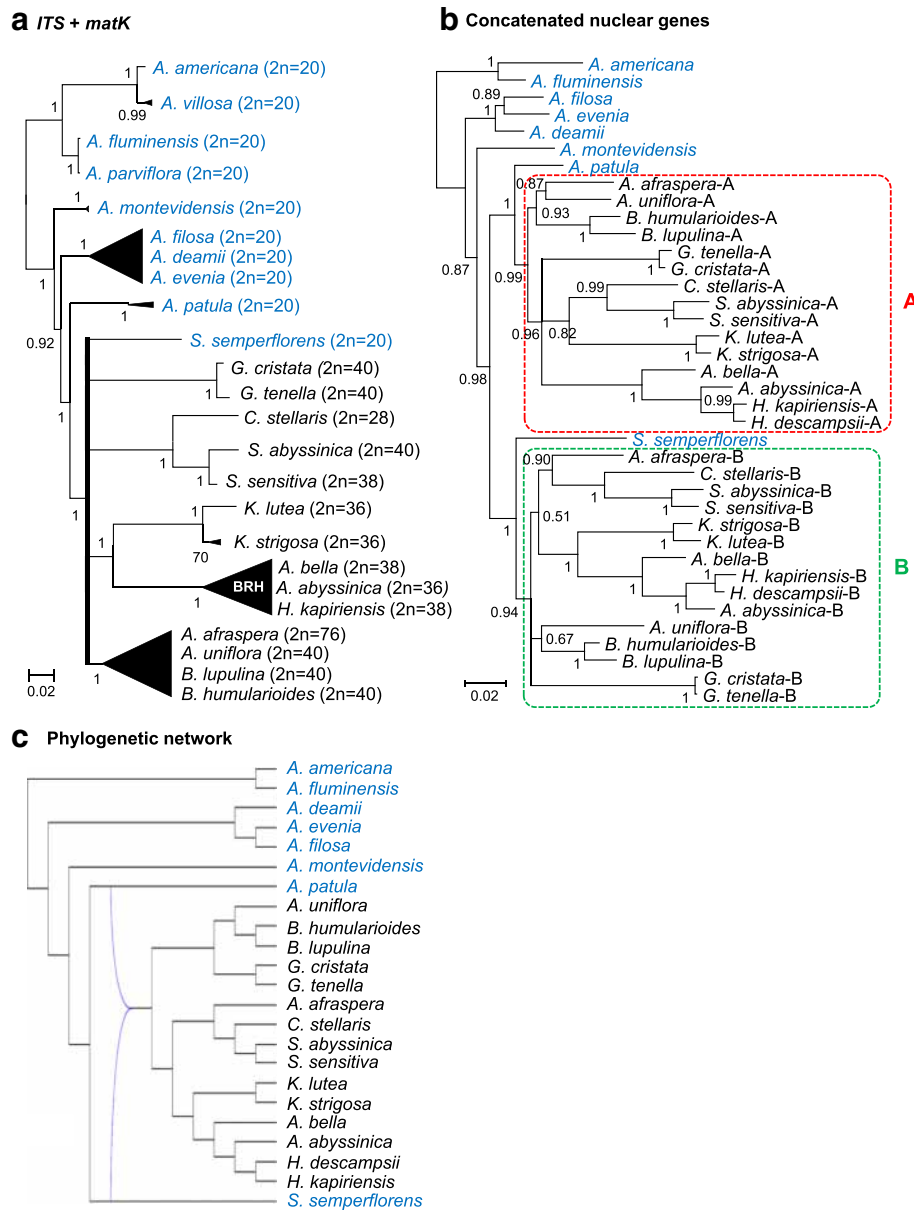 a ITS + matK
1
A. americana (2n=20)
A. villosa (2n=20)
0.99
1
A. fluminensis (2n=20)
1
A. parviflora (2n=20)
1
A. montevidensis (2n=20)
1
A. filosa (2n=20)
A. deamii (2n=20)
A. evenia (2n=20)
A. patula (2n=20)
1
0.92
S. semperflorens (2n=20)
G. cristata (2n=40)
1
G. tenella (2n=40)
1
C. stellaris (2n=28)
1
S. abyssinica (2n=40)
1
S. sensitiva (2n=38)
1
K. lutea (2n=36)
1
K. strigosa (2n=36)
70
1
A. bella (2n=38)
BRH
A. abyssinica (2n=36)
1
H. kapiriensis (2n=38)
A. afraspera (2n=76)
A. uniflora (2n=40)
B. lupulina (2n=40)
1
B. humularioides (2n=40)
0.02
b Concatenated nuclear genes
A. americana
1
A. fluminensis
0.89
A. filosa
A. evenia
1
A. deamii
A. montevidensis
A. patula
0.87
A. afraspera-A
1
A. uniflora-A
0.93
B. humularioides-A
1
B. lupulina-A
0.87
0.99
G. tenella-A
1
G. cristata-A
0.99
C. stellaris-A
S. abyssinica-A
1
S. sensitiva-A
0.96
0.82
K. lutea-A
1
K. strigosa-A
0.98
A. bella-A
1
A. abyssinica-A
0.99
H. kapiriensis-A
1
H. descampsii-A
A
S. semperflorens
0.90
A. afraspera-B
C. stellaris-B
1
S. abyssinica-B
1
S. sensitiva-B
1
0.51
K. strigosa-B
1
K. lutea-B
1
A. bella-B
1
1
H. kapiriensis-B
H. descampsii-B
1
A. abyssinica-B
B
0.94
A. uniflora-B
0.67
B. humularioides-B
1
B. lupulina-B
G. cristata-B
1
G. tenella-B
0.02
c Phylogenetic network
A. americana
A. fluminensis
A. deamii
A. evenia
A. filosa
A. montevidensis
A. patula
A. uniflora
B. humularioides
B. lupulina
G. cristata
G. tenella
A. afraspera
C. stellaris
S. abyssinica
S. sensitiva
K. lutea
K. strigosa
A. bella
A. abyssinica
H. descampsii
H. kapiriensis
S. semperflorens